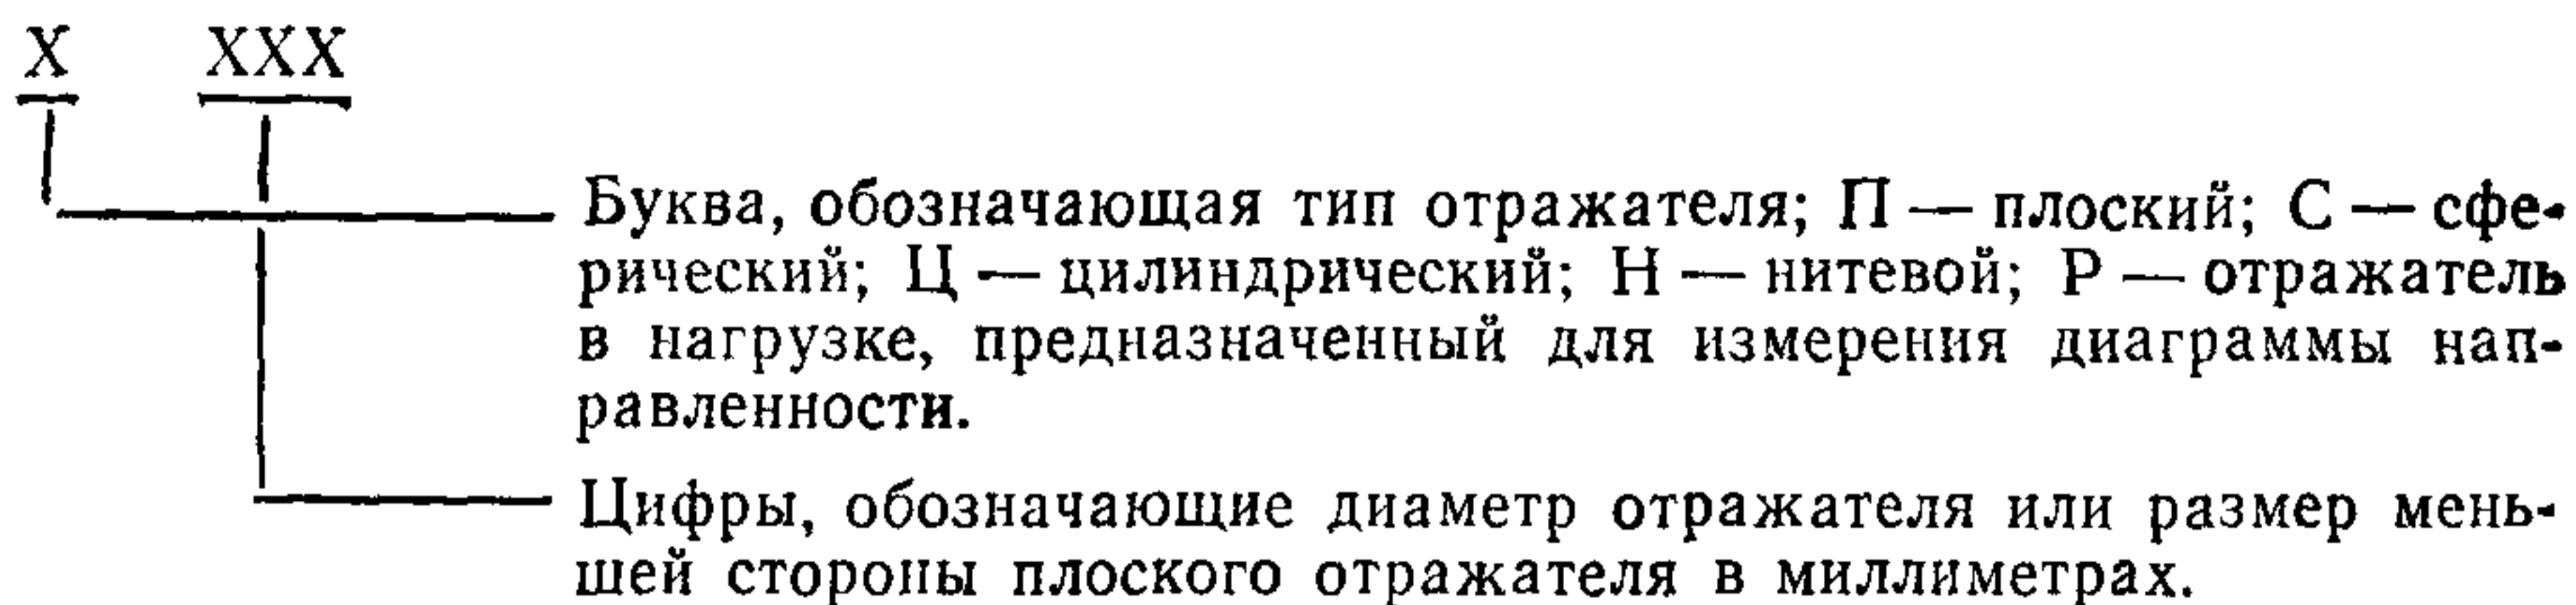 X XXX
Буква, обозначающая тип отражателя; П — плоский; С — сфе-
рический; Ц — цилиндрический; Н — нитевой; Р — отражатель
в нагрузке, предназначенный для измерения диаграммы нап-
равленности.
Цифры, обозначающие диаметр отражателя или размер мень-
шей стороны плоского отражателя в миллиметрах.